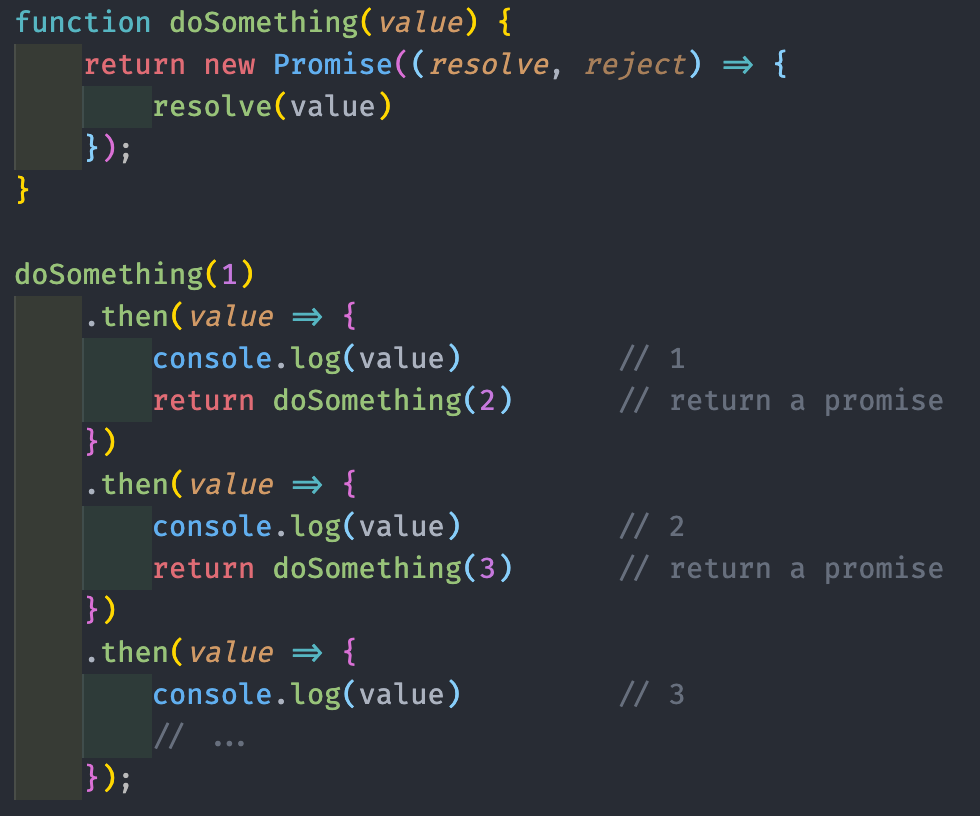 function doSomething(value) {
    return new Promise((resolve, reject) => {
        resolve(value)
    });
}

doSomething(1)
    .then(value => {
        console.log(value)         // 1
        return doSomething(2)      // return a promise
    })
    .then(value => {
        console.log(value)         // 2
        return doSomething(3)      // return a promise
    })
    .then(value => {
        console.log(value)         // 3
        // ...
    });